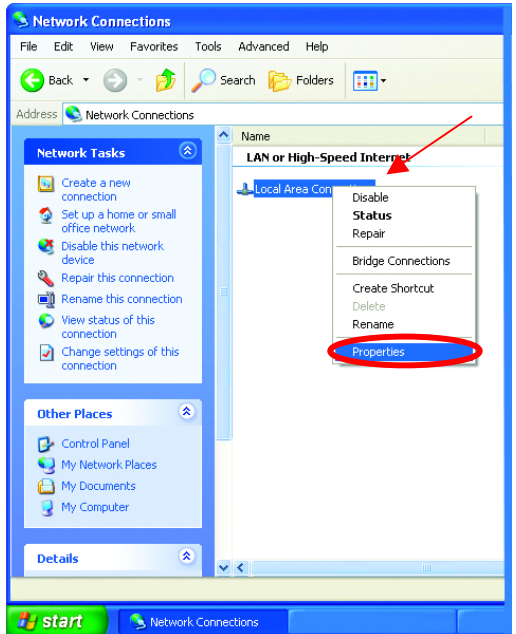 Network Connections
File Edit View Favorites Tools Advanced Help
Back Search Folders
Address Network Connections
Name
LAN or High-Speed Internet
Local Area Con
Network Tasks
Create a new
connection
Set up a home or small
office network
Disable this network
device
Repair this connection
Rename this connection
View status of this
connection
Change settings of this
connection
Other Places
Control Panel
My Network Places
My Documents
My Computer
Details
Disable
Status
Repair
Bridge Connections
Create Shortcut
Delete
Rename
Properties
start Network Connections